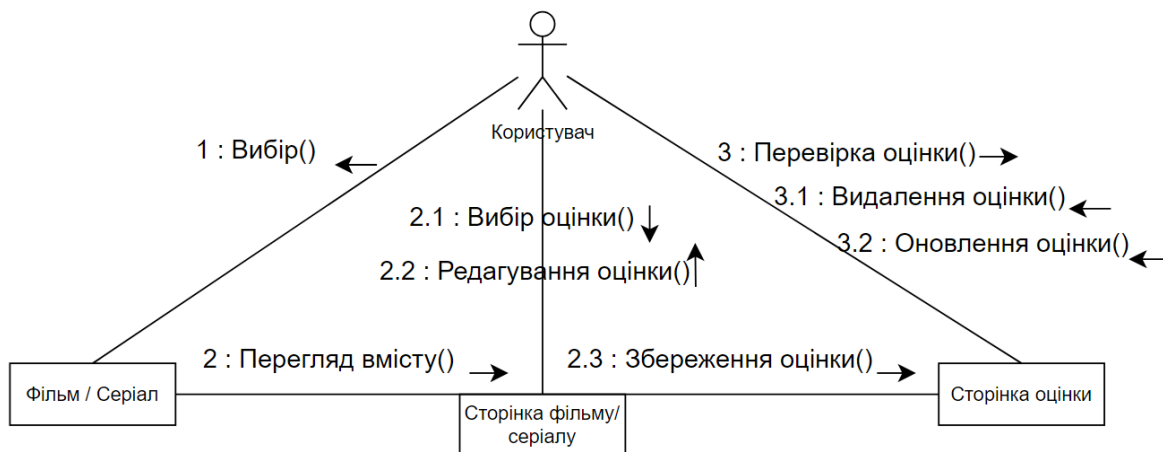 Користувач
1 : Вибір()
3 : Перевірка оцінки()
3.1 : Видалення оцінки()
2.1 : Вибір оцінки()
3.2 : Оновлення оцінки()
2.2 : Редагування оцінки()
2 : Перегляд вмісту()
2.3 : Збереження оцінки()
Фільм / Серіал
Сторінка фільму/
серіалу
Сторінка оцінки